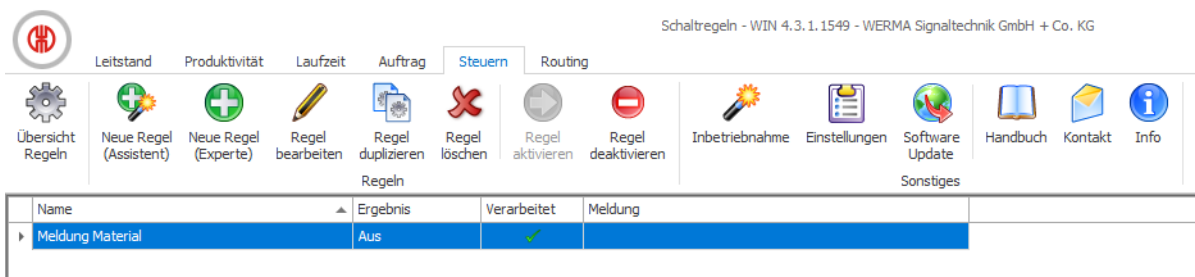 Schaltregeln - WIN 4.3.1.1549 - WERMA Signaltechnik GmbH + Co. KG
Leitstand Produktivität Laufzeit Auftrag Steuern Routing
Übersicht Regeln
Neue Regel (Assistent)
Neue Regel (Experte)
Regel bearbeiten
Regel duplizieren
Regel löschen
Regel aktivieren
Regel deaktivieren
Inbetriebnahme
Einstellungen
Software Update
Handbuch
Kontakt
Info
Regeln
Sonstiges
Name Ergebnis Verarbeitet Meldung
Meldung Material Aus